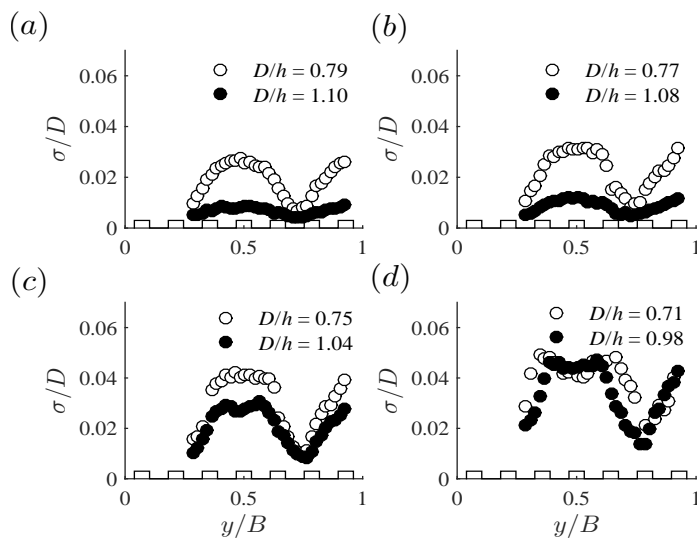 (a)
D/h = 0.79
D/h = 1.10
σ/D
0.06
0.04
0.02
0
0
0.5
1
(b)
D/h = 0.77
D/h = 1.08
0.06
0.04
0.02
0
0
0.5
1
(c)
D/h = 0.75
D/h = 1.04
σ/D
0.06
0.04
0.02
0
0
0.5
1
y/B
(d)
D/h = 0.71
D/h = 0.98
σ/D
0.06
0.04
0.02
0
0
0.5
1
y/B